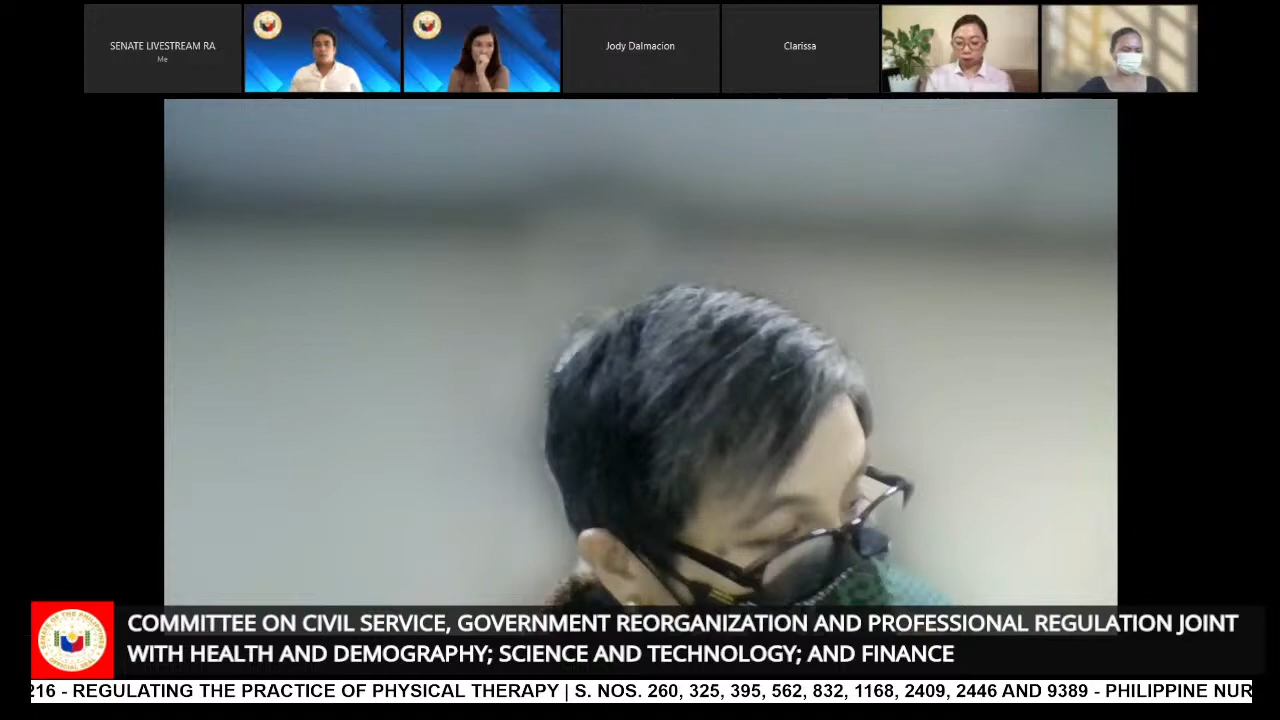 SENATE LIVESTREAM RA
Me
Jody Dalmacion
Clarissa
COMMITTEE ON CIVIL SERVICE, GOVERNMENT REORGANIZATION AND PROFESSIONAL REGULATION JOINT
WITH HEALTH AND DEMOGRAPHY; SCIENCE AND TECHNOLOGY; AND FINANCE
216 - REGULATING THE PRACTICE OF PHYSICAL THERAPY | S. NOS. 260, 325, 395, 562, 832, 1168, 2409, 2446 AND 9389 - PHILIPPINE NUR